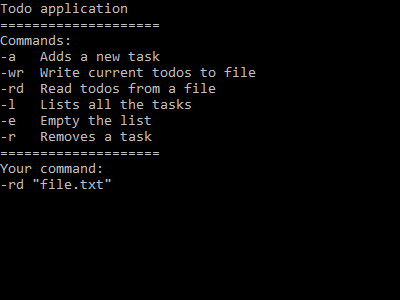 Todo application
====================
Commands:
-a   Adds a new task
-wr  Write current todos to file
-rd  Read todos from a file
-l   Lists all the tasks
-e   Empty the list
-r   Removes a task
====================
Your command:
-rd "file.txt"